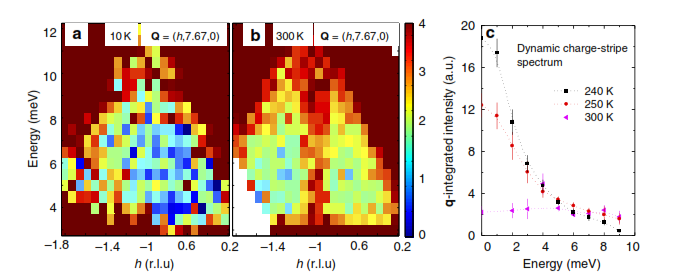 a 10 K Q = (h,7.67,0)
b 300 K Q = (h,7.67,0)
c
12
10
8
6
4
Energy (meV)
−1.8 −1.4 −1 0.6 0.2
h (r.l.u)
−1.4 −1 0.6 0.2
h (r.l.u)
4
3
2
1
0
Dynamic charge-stripe
spectrum
240 K
250 K
300 K
20
16
12
8
4
0
q-integrated intensity (a.u.)
0 2 4 6 8 10
Energy (meV)